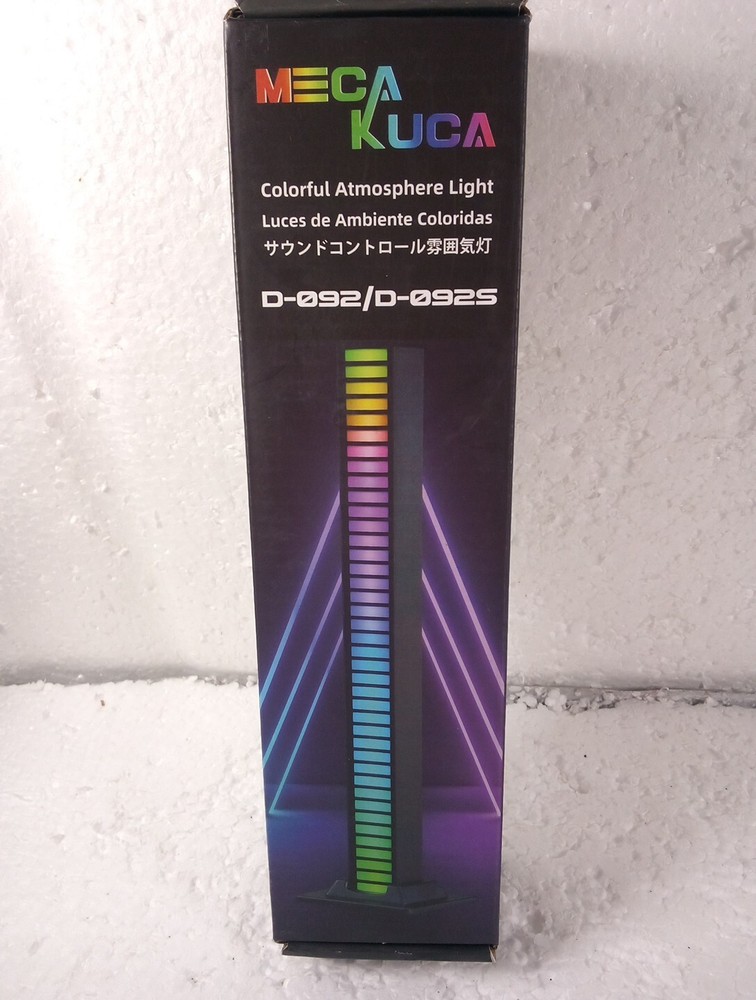 MECA
KUCA
Colorful Atmosphere Light
Luces de Ambiente Coloridas
サウンドコントロール雰囲気灯
D-092/D-092S